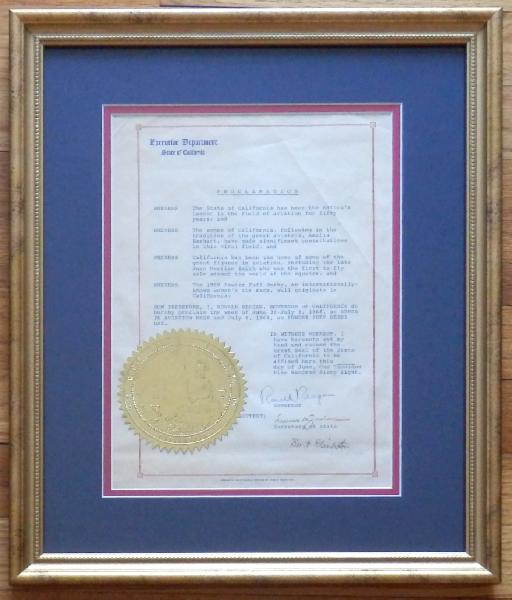 Executive Department
State of California
PROCLAMATION
WHEREAS The State of California has been the nation's
leader in the field of aviation for fifty
years; and
WHEREAS The women of California, following in the
tradition of the great aviatrix, Amelia
Earhart, have made significant contributions
in this vital field; and
WHEREAS California has been the home of some of the
great figures in aviation, including the late
Joan Merriam Smith who was the first to fly
solo around the world at the equator; and
WHEREAS The 1968 Powder Puff Derby, an internationally-
known women's air race, will originate in
California;
NOW THEREFORE, I, RONALD REAGAN, GOVERNOR OF CALIFORNIA do
hereby proclaim the week of June 30-July 6, 1968, as WOMEN
IN AVIATION WEEK and July 6, 1968, as POWDER PUFF DERBY
DAY.
IN WITNESS WHEREOF, I
have hereunto set my
hand and caused the
Great Seal of the State
of California to be
affixed here this
day of June, One Thousand
Nine Hundred Sixty Eight.
Ronald Reagan
Governor
ATTEST:
Secretary of State